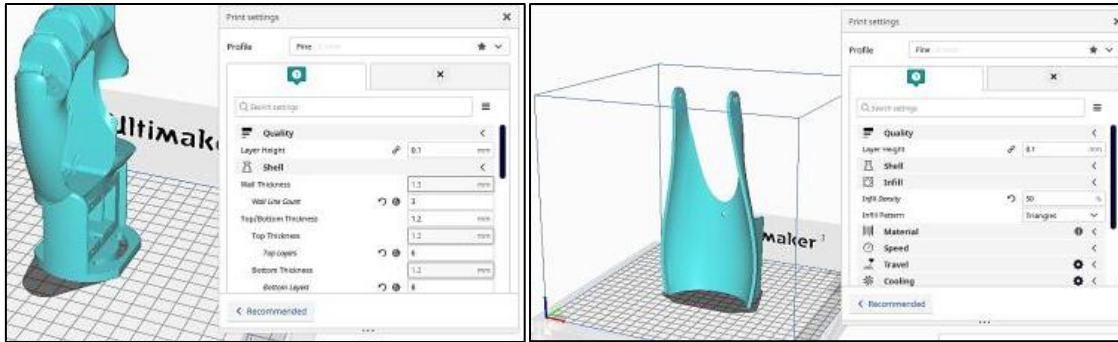 Ultimak
Print settings
Profile
Fine
Search settings
Quality
Layer Height
0.1
mm
Shell
Wall Thickness
mm
Wall Line Count
3
Top/Bottom Thickness
1.2
mm
Top Thickness
1.2
mm
Top Layers
6
Bottom Thickness
1.2
mm
Bottom Layers
Recommended
maker
Print settings
Profile
Fine
Search settings
Quality
Layer Height
0.1
mm
Shell
Infill
Infill Density
50
%
Infill Pattern
Triangles
Material
Speed
Travel
Cooling
Recommended